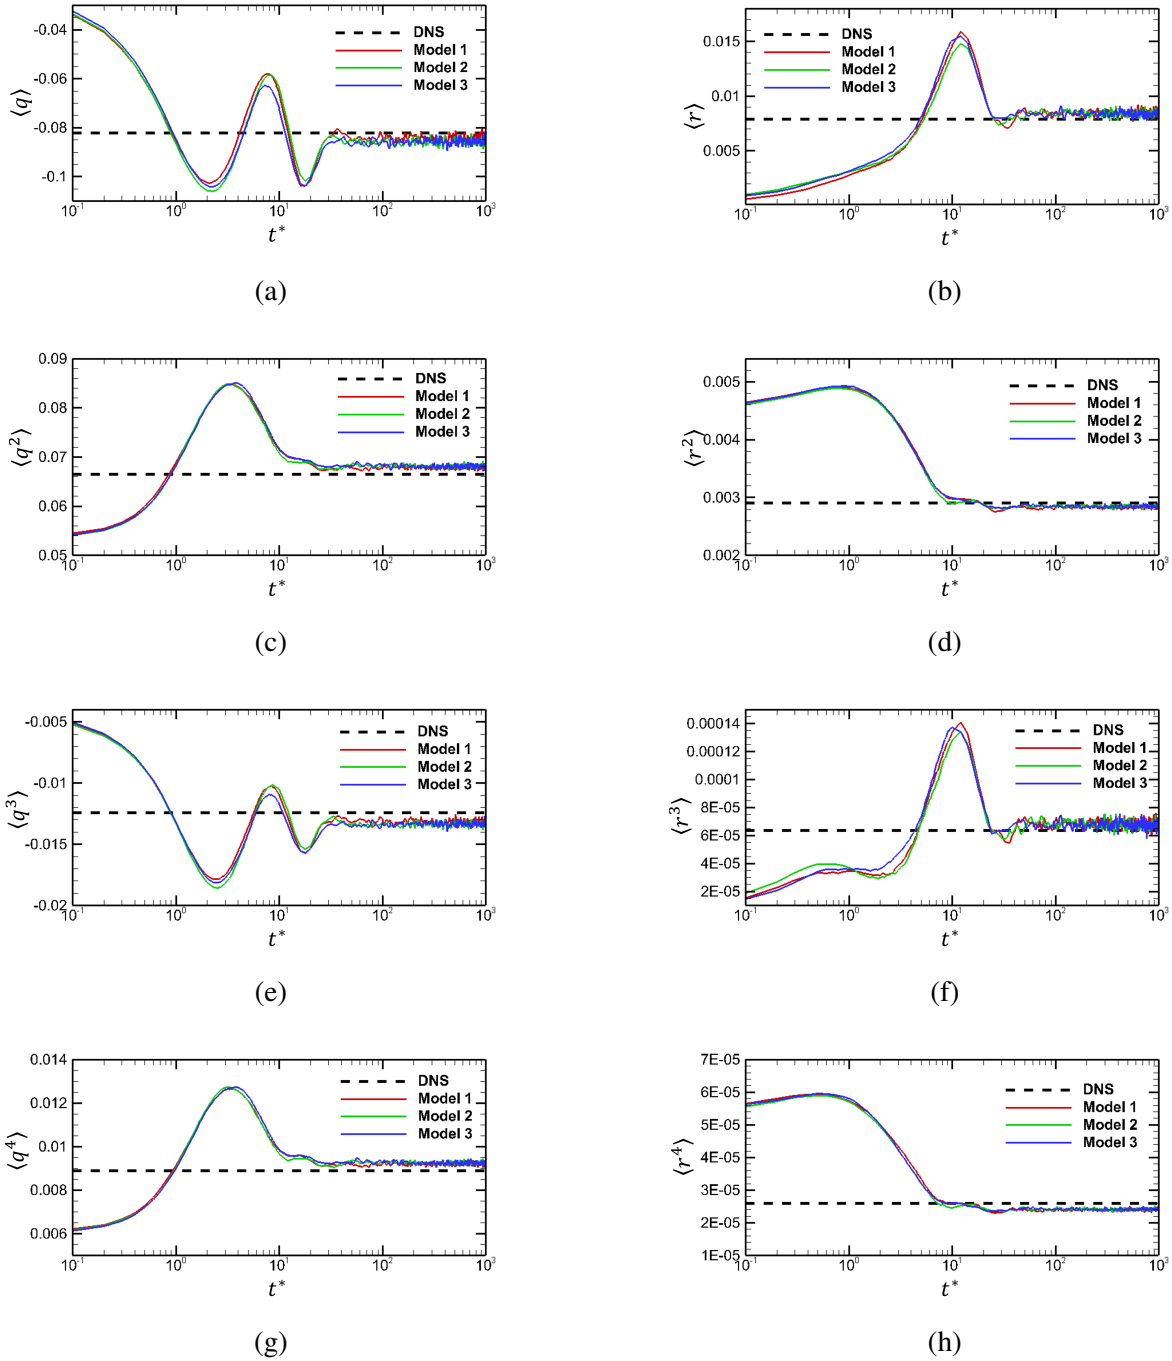 -0.04
-0.06
-0.08
-0.1
⟨q⟩
DNS
Model 1
Model 2
Model 3
10⁻¹ 10⁰ 10¹ 10² 10³
t*
(a)
0.015
0.01
0.005
⟨r⟩
DNS
Model 1
Model 2
Model 3
10⁻¹ 10⁰ 10¹ 10² 10³
t*
(b)
0.09
0.08
0.07
0.06
0.05
⟨q²⟩
DNS
Model 1
Model 2
Model 3
10⁻¹ 10⁰ 10¹ 10² 10³
t*
(c)
0.005
0.004
0.003
0.002
⟨r²⟩
DNS
Model 1
Model 2
Model 3
10⁻¹ 10⁰ 10¹ 10² 10³
t*
(d)
-0.005
-0.01
-0.015
-0.02
⟨q³⟩
DNS
Model 1
Model 2
Model 3
10⁻¹ 10⁰ 10¹ 10² 10³
t*
(e)
0.00014
0.00012
0.0001
8E-05
6E-05
4E-05
2E-05
⟨r³⟩
DNS
Model 1
Model 2
Model 3
10⁻¹ 10⁰ 10¹ 10² 10³
t*
(f)
0.014
0.012
0.01
0.008
0.006
⟨q⁴⟩
DNS
Model 1
Model 2
Model 3
10⁻¹ 10⁰ 10¹ 10² 10³
t*
(g)
7E-05
6E-05
5E-05
4E-05
3E-05
2E-05
1E-05
⟨r⁴⟩
DNS
Model 1
Model 2
Model 3
10⁻¹ 10⁰ 10¹ 10² 10³
t*
(h)